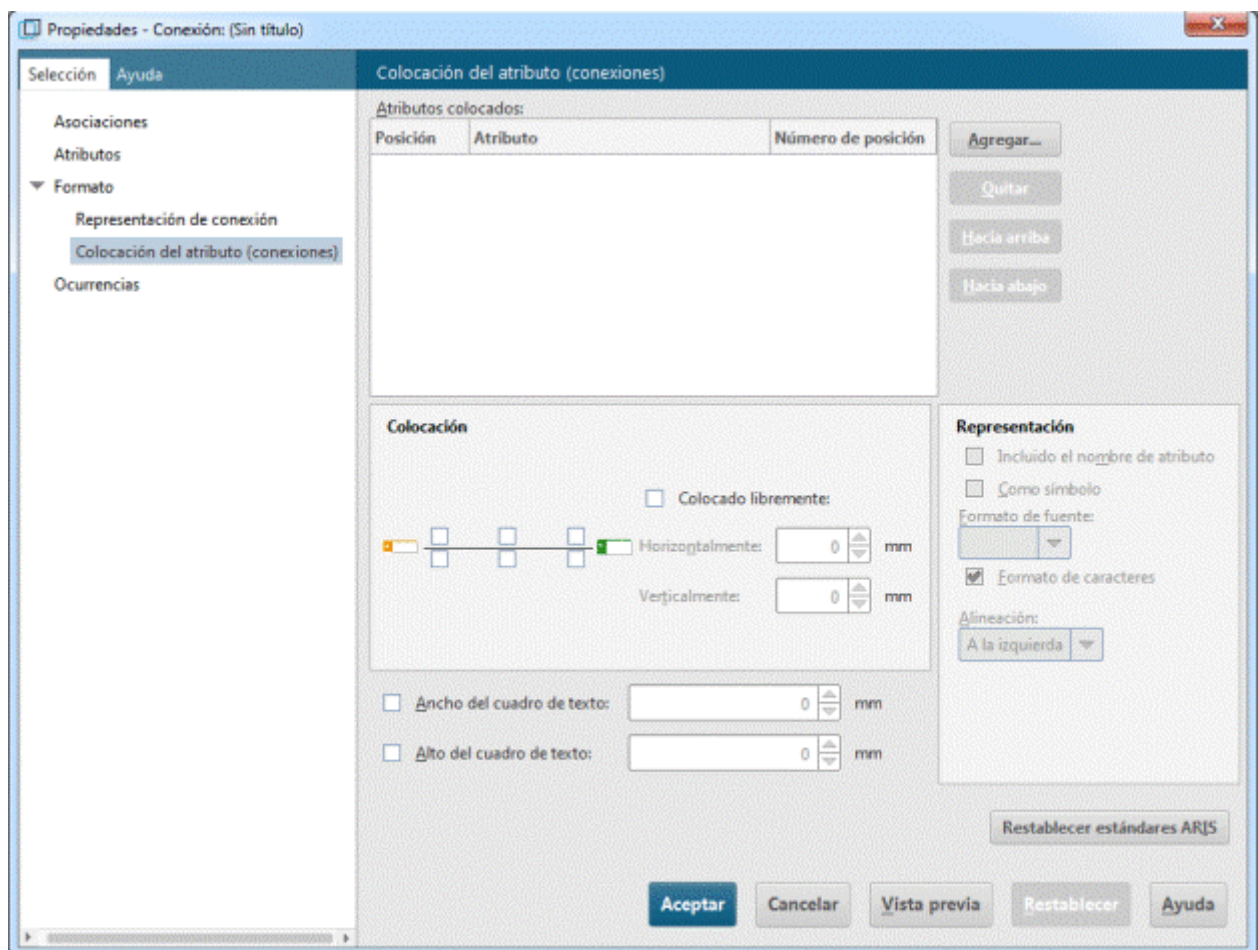 Propiedades - Conexión: (Sin título)
Selección Ayuda
Colocación del atributo (conexiones)
Asociaciones
Atributos
Formato
Representación de conexión
Colocación del atributo (conexiones)
Ocurrencias
Atributos colocados:
Posición Atributo Número de posición
Agregar...
Quitar
Hacia arriba
Hacia abajo
Colocación
Colocado libremente:
Horizontalmente: 0 mm
Verticalmente: 0 mm
Representación
Incluido el nombre de atributo
Como símbolo
Formato de fuente:
Formato de caracteres
Alineación:
A la izquierda
Ancho del cuadro de texto: 0 mm
Alto del cuadro de texto: 0 mm
Restablecer estándares ARIS
Aceptar Cancelar Vista previa Restablecer Ayuda